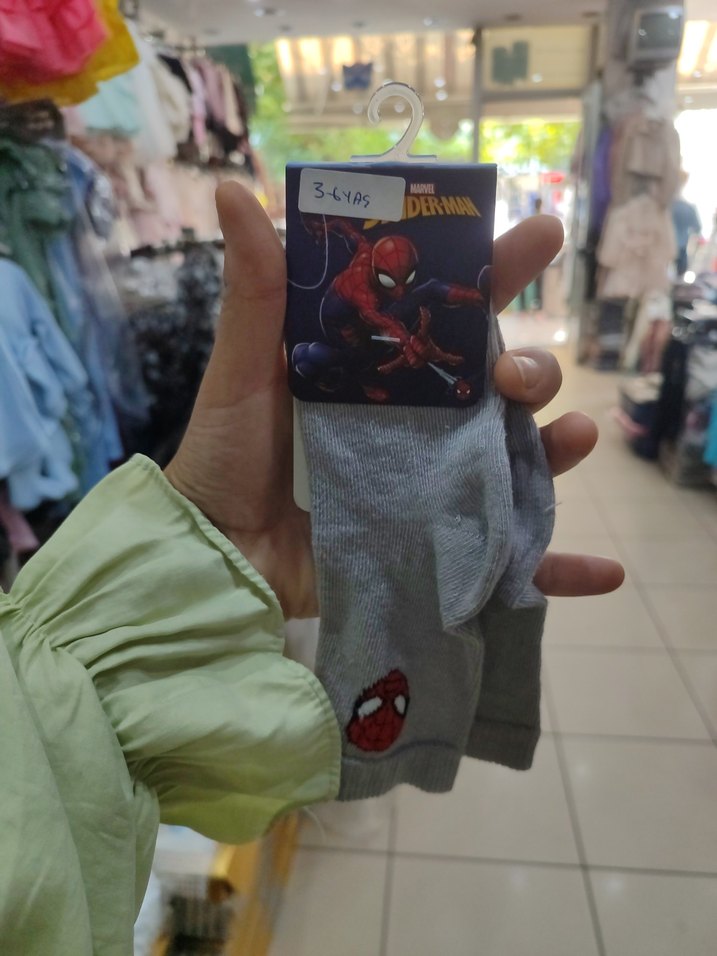 3-6 YAŞ
MARVEL
SPIDER-MAN